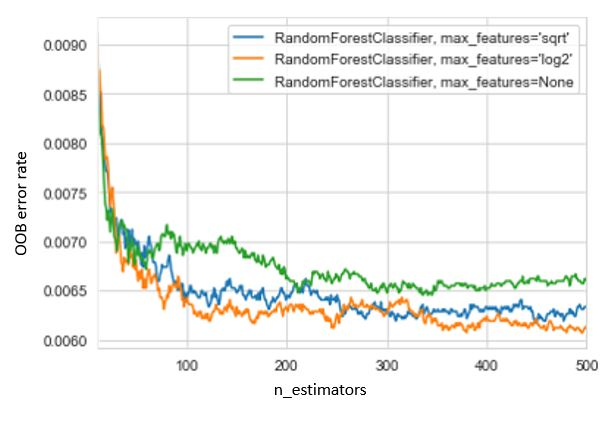 RandomForestClassifier, max_features='sqrt'
RandomForestClassifier, max_features='log2'
RandomForestClassifier, max_features=None
0.0090
0.0085
0.0080
0.0075
0.0070
0.0065
0.0060
OOB error rate
100
200
300
400
500
n_estimators